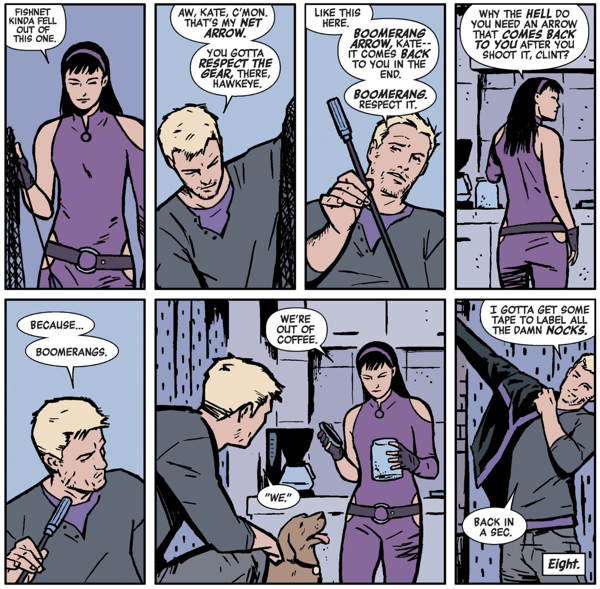 FISHNET
KINDA FELL
OUT OF
THIS ONE.
AW, KATE, C'MON.
THAT'S MY NET
ARROW.
YOU GOTTA
RESPECT THE
GEAR, THERE,
HAWKEYE.
LIKE THIS
HERE.
BOOMERANG
ARROW, KATE--
IT COMES BACK
TO YOU IN THE
END.
BOOMERANG.
RESPECT IT.
WHY THE HELL DO
YOU NEED AN ARROW
THAT COMES BACK
TO YOU AFTER YOU
SHOOT IT, CLINT?
BECAUSE...
BOOMERANGS.
WE'RE
OUT OF
COFFEE.
"WE."
I GOTTA GET SOME
TAPE TO LABEL ALL
THE DAMN NOCKS.
BACK IN
A SEC.
Eight.